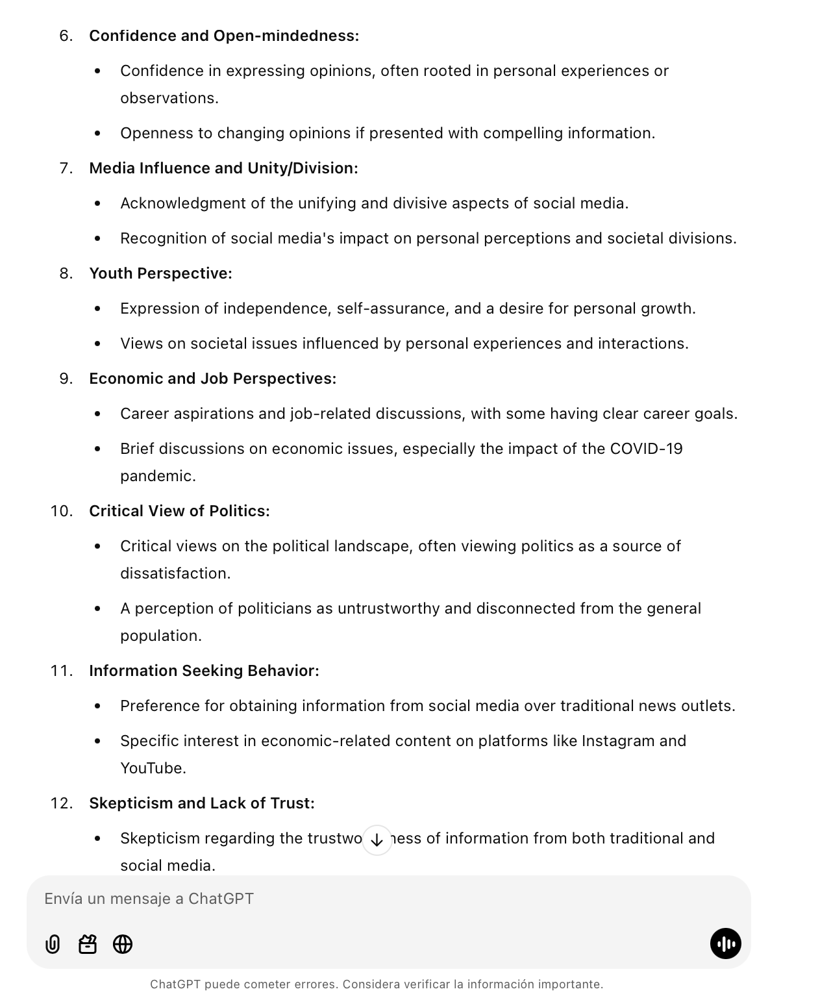 6. Confidence and Open-mindedness:
• Confidence in expressing opinions, often rooted in personal experiences or
observations.
• Openness to changing opinions if presented with compelling information.
7. Media Influence and Unity/Division:
• Acknowledgment of the unifying and divisive aspects of social media.
• Recognition of social media's impact on personal perceptions and societal divisions.
8. Youth Perspective:
• Expression of independence, self-assurance, and a desire for personal growth.
• Views on societal issues influenced by personal experiences and interactions.
9. Economic and Job Perspectives:
• Career aspirations and job-related discussions, with some having clear career goals.
• Brief discussions on economic issues, especially the impact of the COVID-19
pandemic.
10. Critical View of Politics:
• Critical views on the political landscape, often viewing politics as a source of
dissatisfaction.
• A perception of politicians as untrustworthy and disconnected from the general
population.
11. Information Seeking Behavior:
• Preference for obtaining information from social media over traditional news outlets.
• Specific interest in economic-related content on platforms like Instagram and
YouTube.
12. Skepticism and Lack of Trust:
• Skepticism regarding the of information from both traditional and
social media.
Envía un mensaje a ChatGPT
ChatGPT puede cometer errores. Considera verificar la información importante.